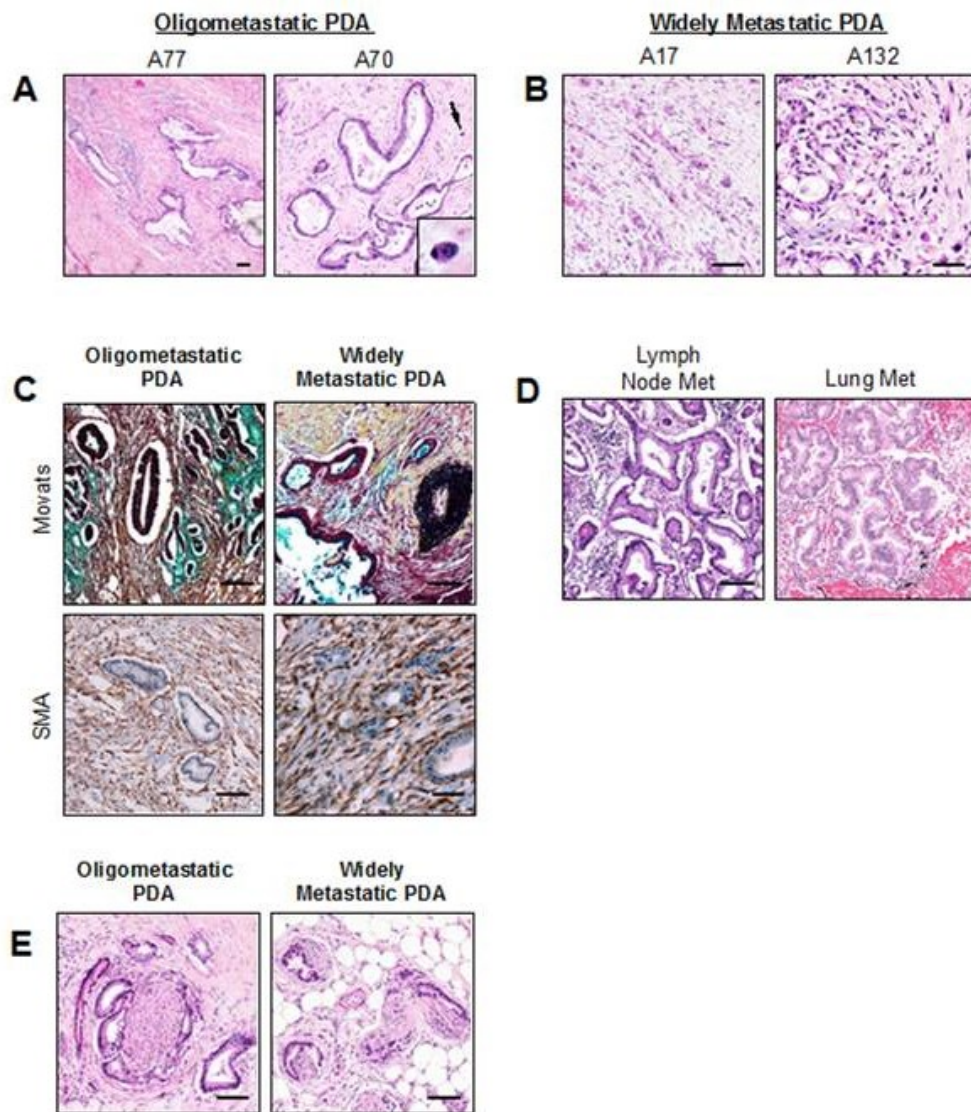 Oligometastatic PDA
Widely Metastatic PDA
A77
A70
A17
A132
A
B
Oligometastatic
PDA
Widely
Metastatic PDA
Lymph
Node Met
Lung Met
C
D
Movats
SMA
Oligometastatic
PDA
Widely
Metastatic PDA
E